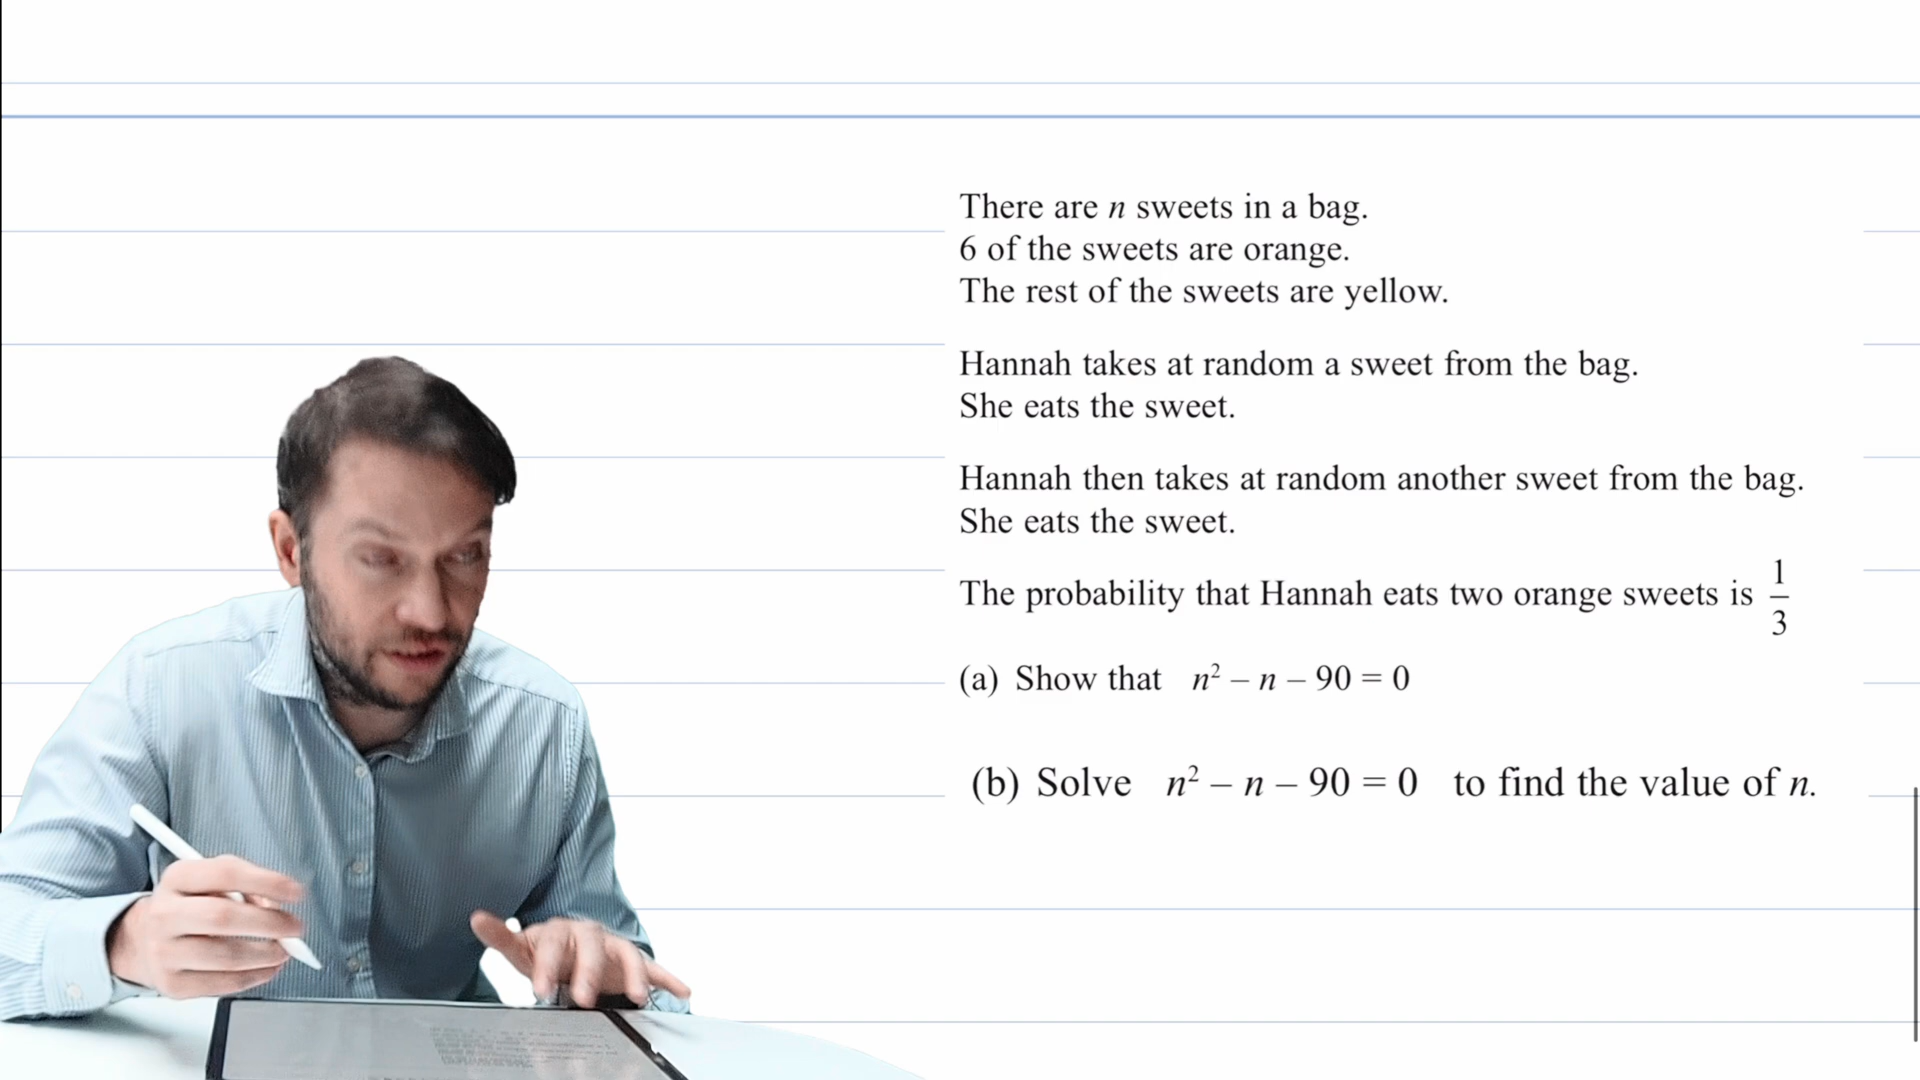 There are n sweets in a bag.
6 of the sweets are orange.
The rest of the sweets are yellow.
Hannah takes at random a sweet from the bag.
She eats the sweet.
Hannah then takes at random another sweet from the bag.
She eats the sweet.
The probability that Hannah eats two orange sweets is 1/3
(a) Show that n² – n – 90 = 0
(b) Solve n² – n – 90 = 0 to find the value of n.